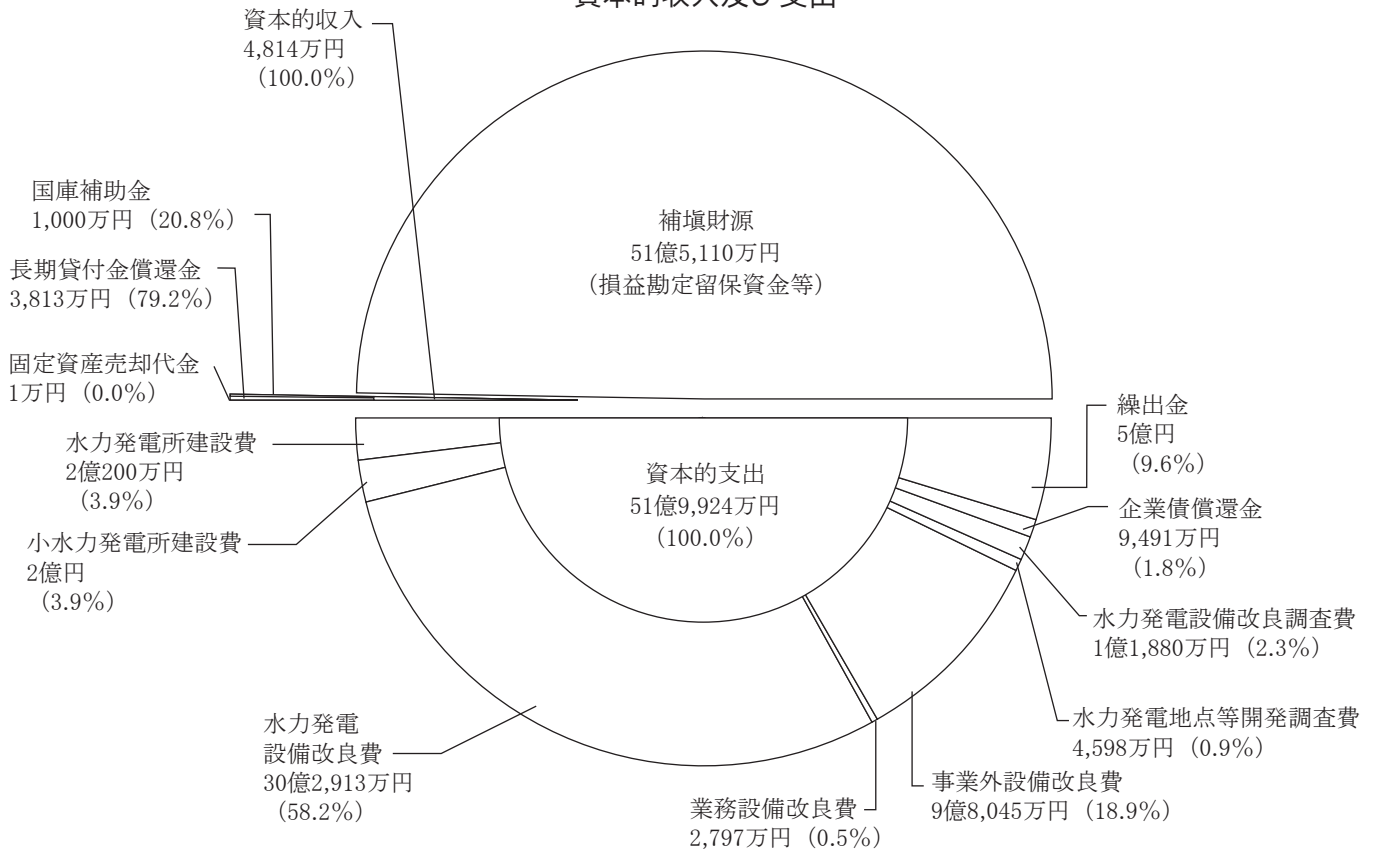 資本的収入及び支出
資本的収入
4,814万円
（100.0%）
国庫補助金
1,000万円（20.8%）
長期貸付金償還金
3,813万円（79.2%）
固定資産売却代金
1万円（0.0%）
補塡財源
51億5,110万円
（損益勘定留保資金等）
水力発電所建設費
2億200万円
（3.9%）
小水力発電所建設費
2億円
（3.9%）
水力発電
設備改良費
30億2,913万円
（58.2%）
資本的支出
51億9,924万円
（100.0%）
繰出金
5億円
（9.6%）
企業債償還金
9,491万円
（1.8%）
水力発電設備改良調査費
1億1,880万円（2.3%）
水力発電地点等開発調査費
4,598万円（0.9%）
事業外設備改良費
9億8,045万円（18.9%）
業務設備改良費
2,797万円（0.5%）